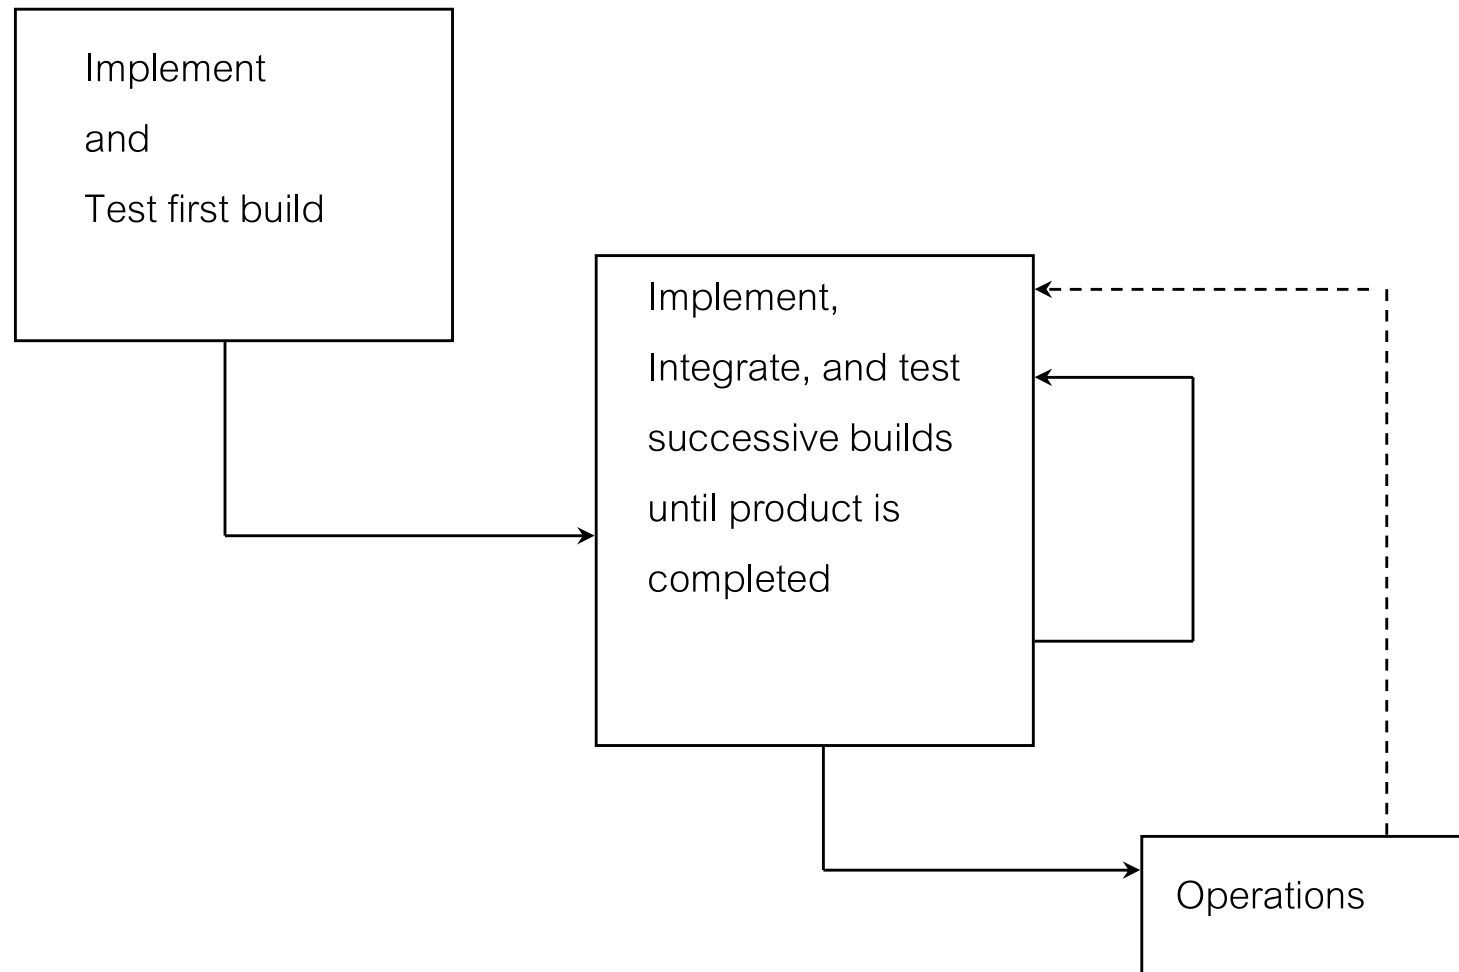 Implement
and
Test first build
Implement,
Integrate, and test
successive builds
until product is
completed
Operations